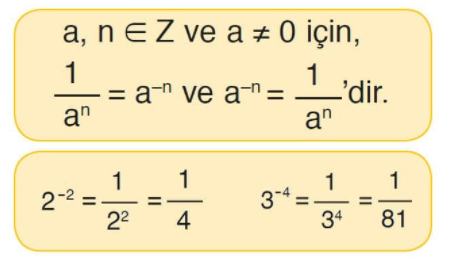 a, n ∈ Z ve a ≠ 0 için,
1/aⁿ = a⁻ⁿ ve a⁻ⁿ = 1/aⁿ 'dir.
2⁻² = 1/2² = 1/4
3⁻⁴ = 1/3⁴ = 1/81